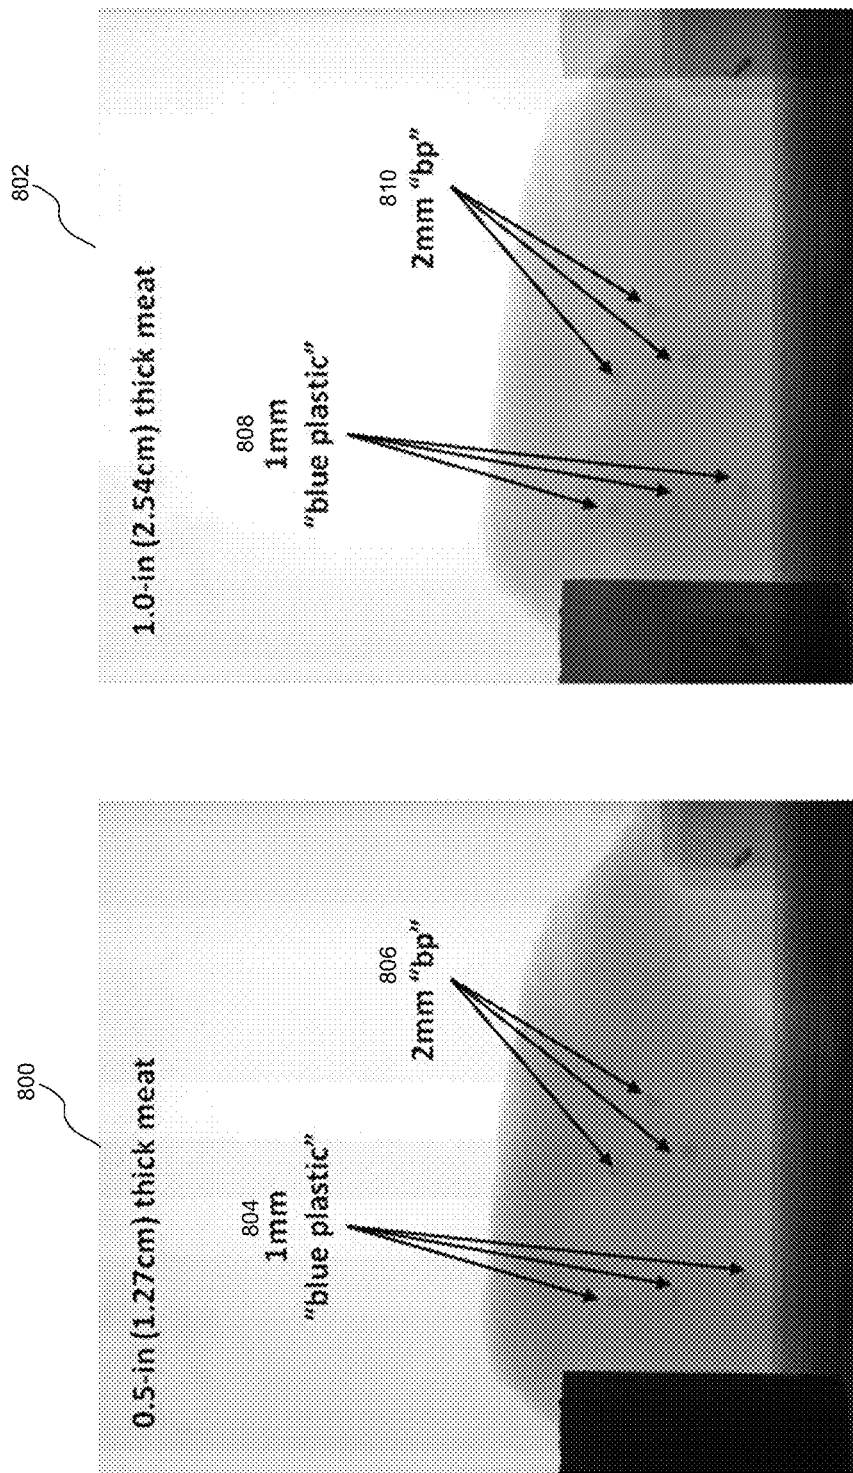 800
0.5-in (1.27cm) thick meat
804
1mm
“blue plastic”
806
2mm “bp”
802
1.0-in (2.54cm) thick meat
808
1mm
“blue plastic”
810
2mm “bp”